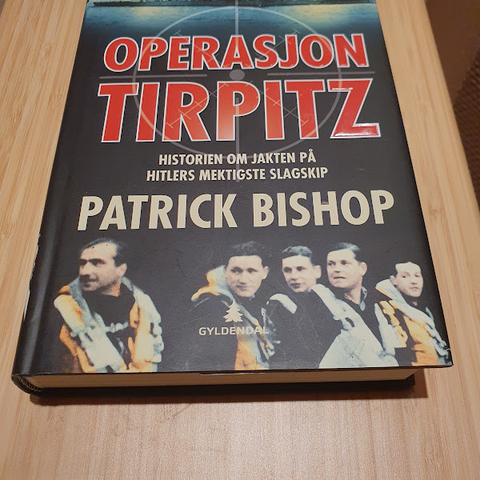 OPERASJON
TIRPITZ
HISTORIEN OM JAKTEN PÅ
HITLERS MEKTIGSTE SLAGSKIP
PATRICK BISHOP
GYLDENDAL